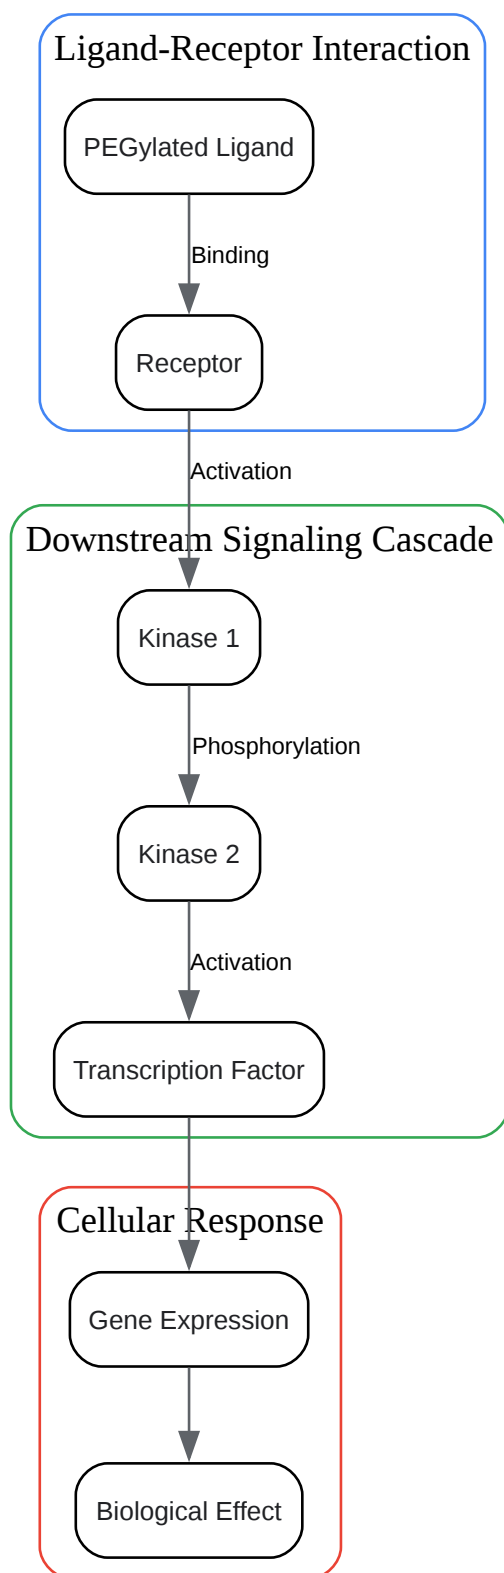 Ligand-Receptor Interaction
PEGylated Ligand
Binding
Receptor
Activation
Downstream Signaling Cascade
Kinase 1
Phosphorylation
Kinase 2
Activation
Transcription Factor
Cellular Response
Gene Expression
Biological Effect